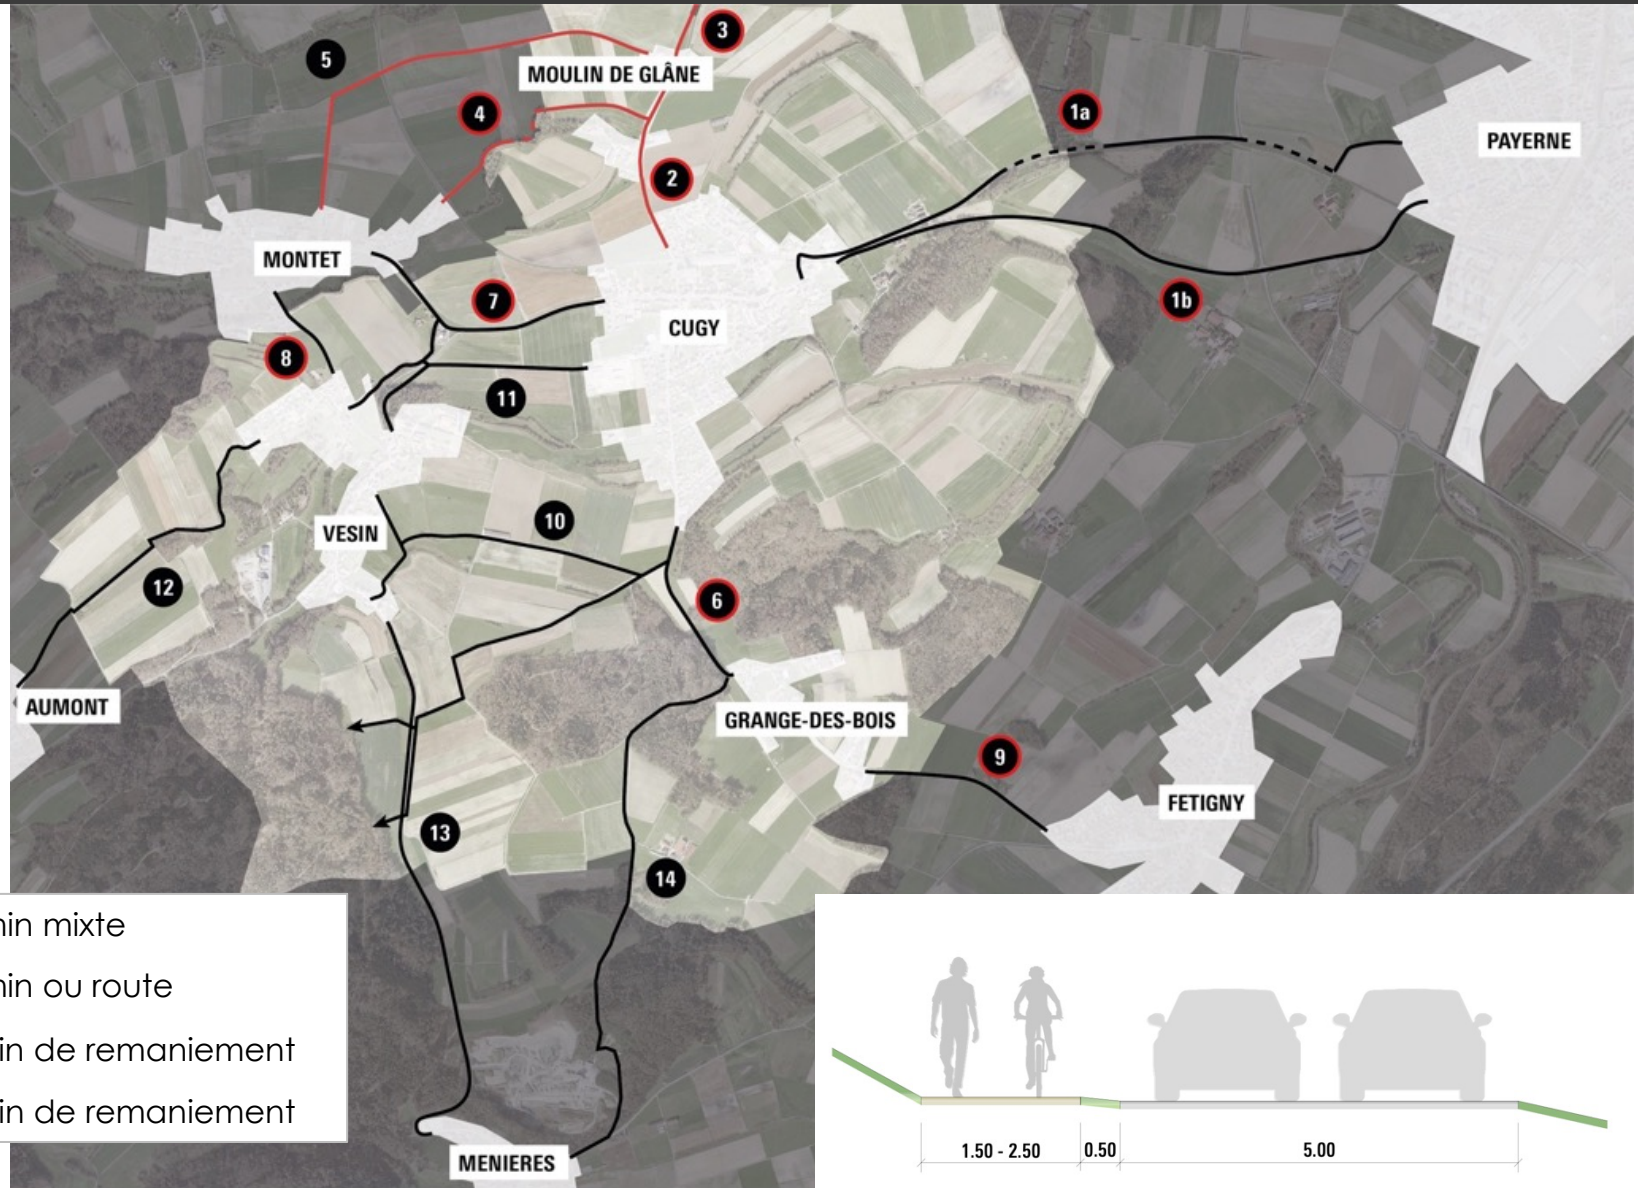 3
5
MOULIN DE GLÂNE
4
1a
PAYERNE
2
MONTET
7
1b
CUGY
8
11
10
VESIN
12
6
AUMONT
GRANGE-DES-BOIS
9
FETIGNY
13
14
in mixte
in ou route
in de remaniement
in de remaniement
1.50 - 2.50 0.50 5.00
MENIERES